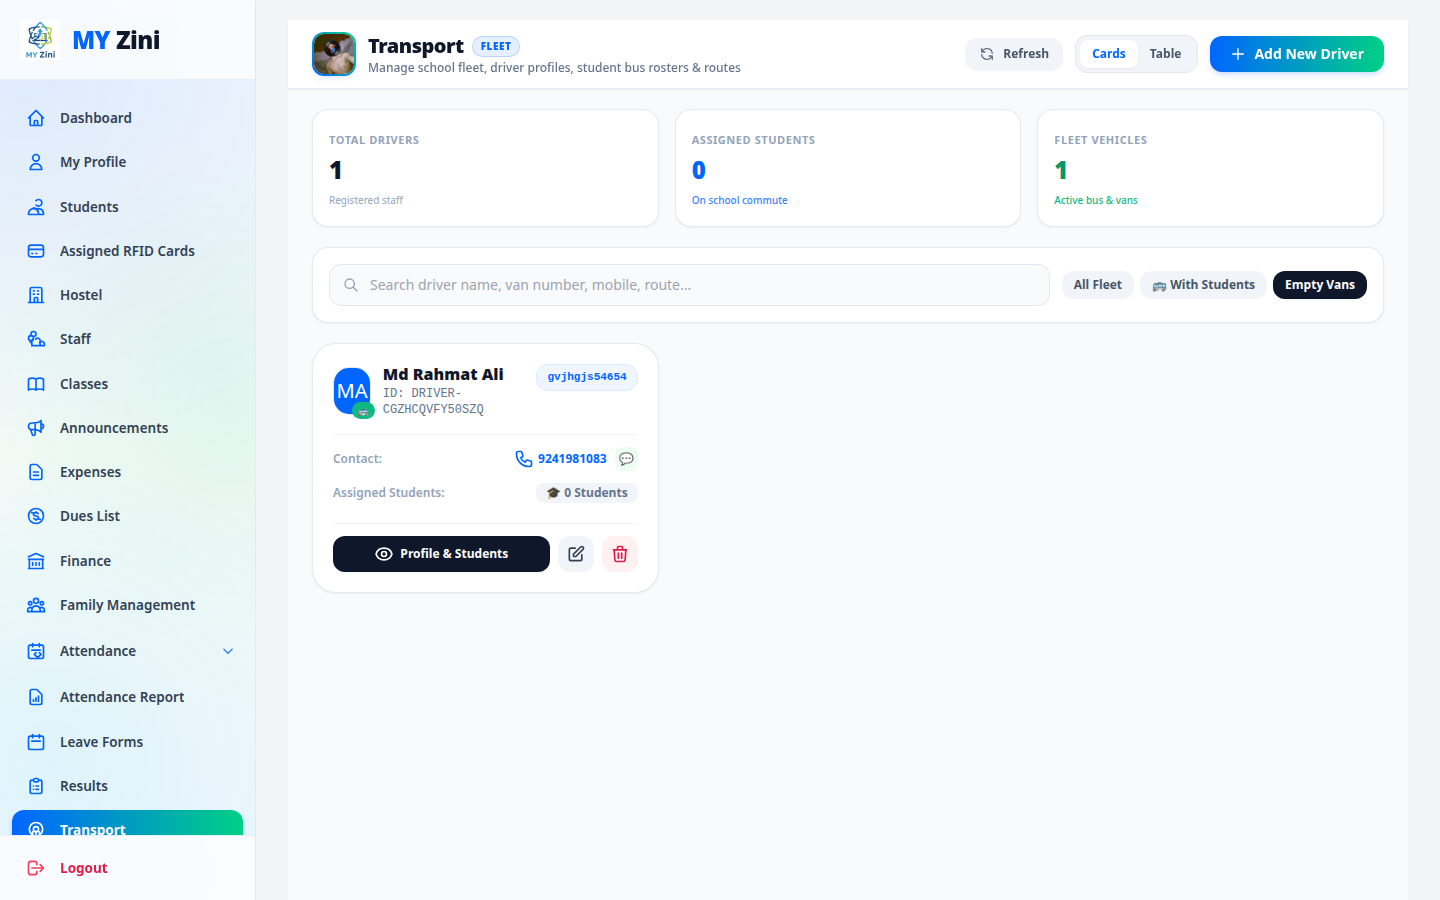 MY Zini
MY Zini
Dashboard
My Profile
Students
Assigned RFID Cards
Hostel
Staff
Classes
Announcements
Expenses
Dues List
Finance
Family Management
Attendance
Attendance Report
Leave Forms
Results
Transport
Logout
Transport
FLEET
Manage school fleet, driver profiles, student bus rosters & routes
Refresh
Cards
Table
Add New Driver
TOTAL DRIVERS
1
Registered staff
ASSIGNED STUDENTS
0
On school commute
FLEET VEHICLES
1
Active bus & vans
Search driver name, van number, mobile, route...
All Fleet
With Students
Empty Vans
MA
Md Rahmat Ali
ID: DRIVER-
CGZHCQVFY50SZQ
gvjhgjs54654
Contact:
9241981083
Assigned Students:
0 Students
Profile & Students